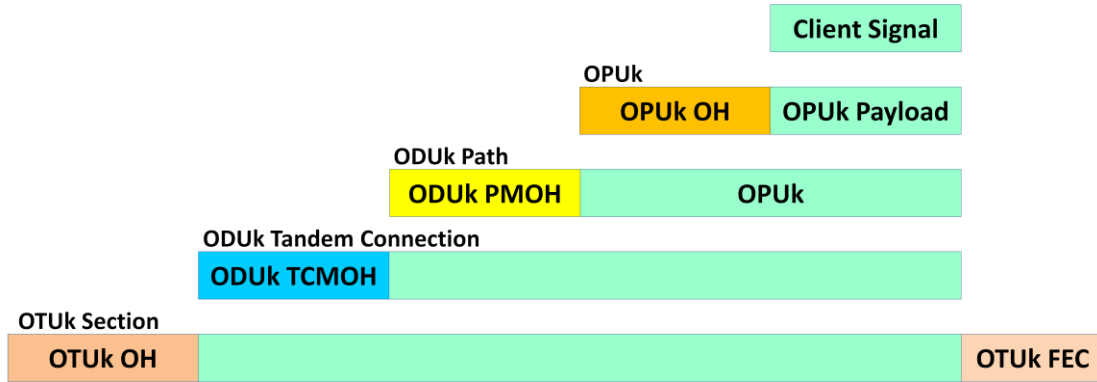 Client Signal
OPUk
OPUk OH OPUk Payload
ODUk Path
ODUk PMOH OPUk
ODUk Tandem Connection
ODUk TCMOH
OTUk Section
OTUk OH OTUk FEC